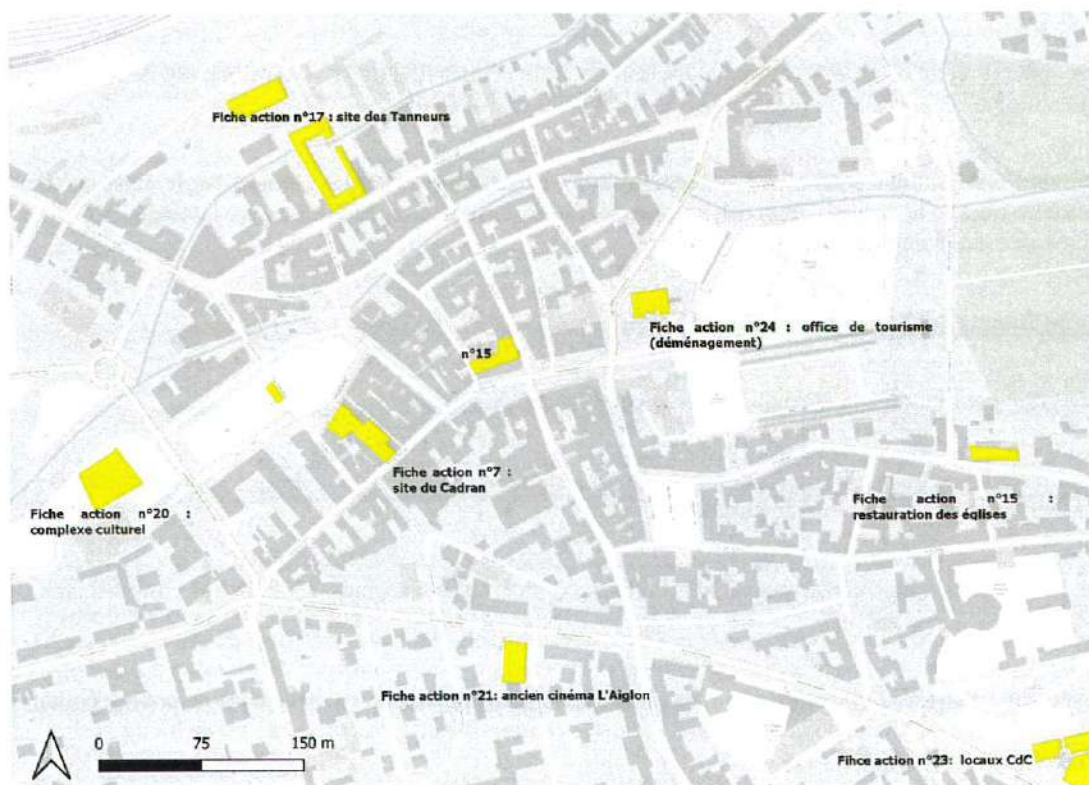 Fiche action n°17 : site des Tanneurs
Fiche action n°24 : office de tourisme
(déménagement)
n°15
Fiche action n°7 :
site du Cadran
Fiche action n°20 :
complexe culturel
Fiche action n°15 :
restauration des églises
Fiche action n°21: ancien cinéma L'Aiglon
Fihce action n°23: locaux CdC
0 75 150 m